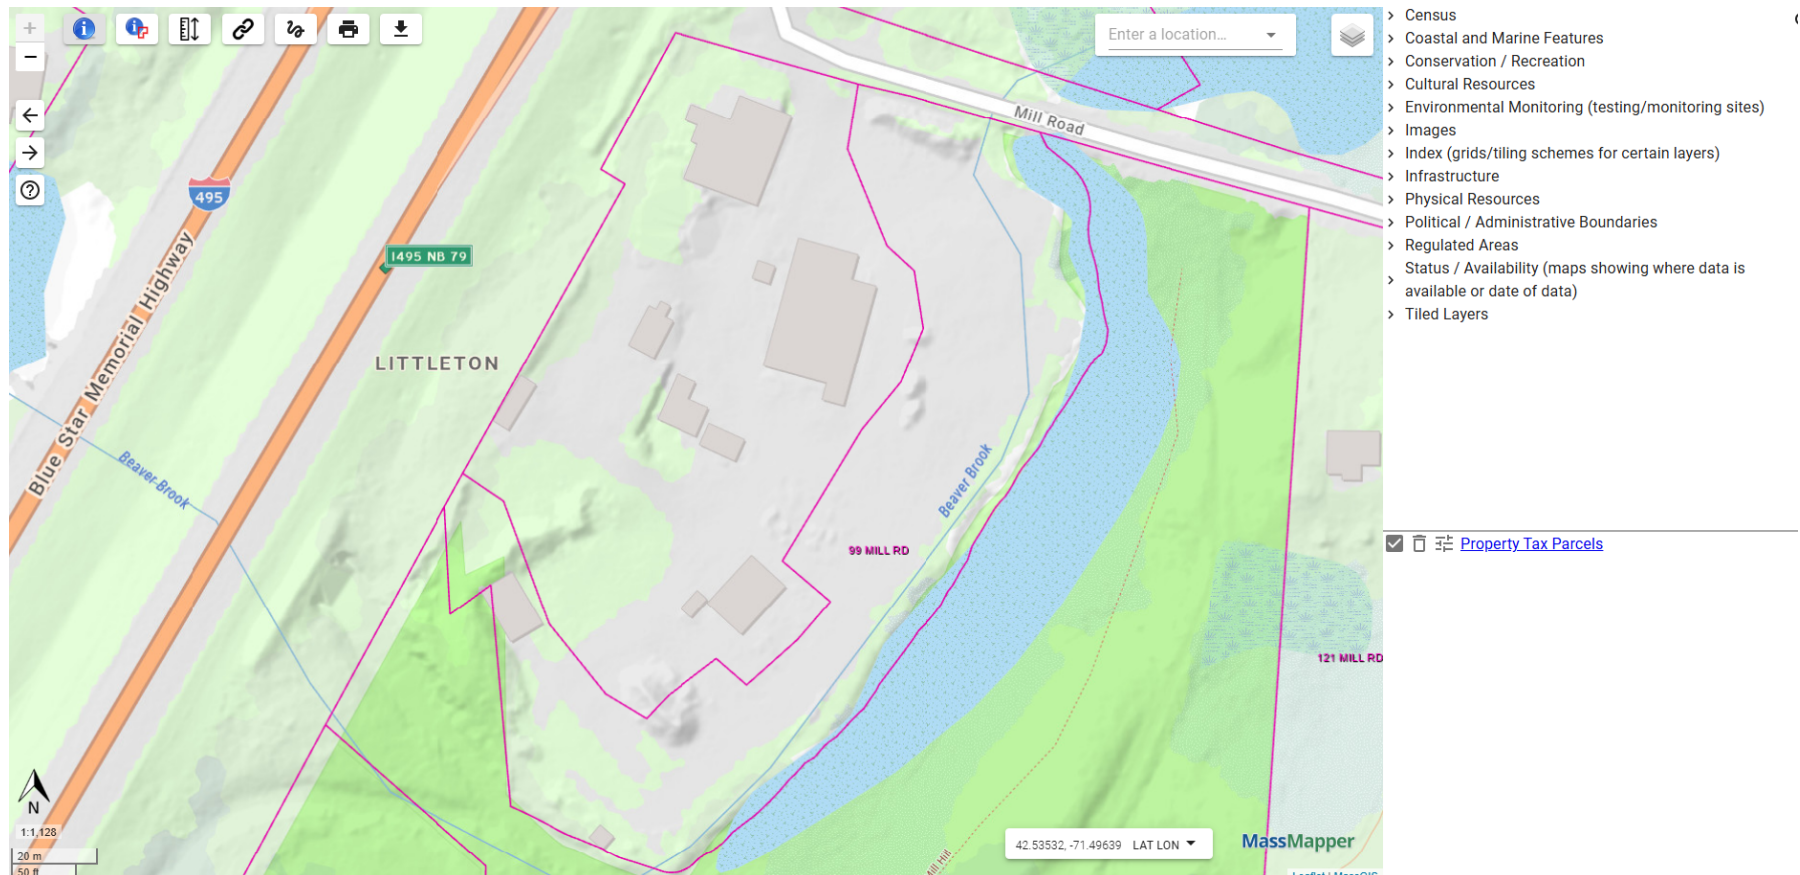 Enter a location...
Mill Road
495
I495 NB 79
Blue Star Memorial Highway
LITTLETON
Beaver Brook
Beaver Brook
99 MILL RD
121 MILL RD
Mill Hill
N
1:1,128
20 m
50 ft
42.53532, -71.49639 LAT LON
MassMapper
Leaflet | MassGIS
Census
Coastal and Marine Features
Conservation / Recreation
Cultural Resources
Environmental Monitoring (testing/monitoring sites)
Images
Index (grids/tiling schemes for certain layers)
Infrastructure
Physical Resources
Political / Administrative Boundaries
Regulated Areas
Status / Availability (maps showing where data is
available or date of data)
Tiled Layers
Property Tax Parcels